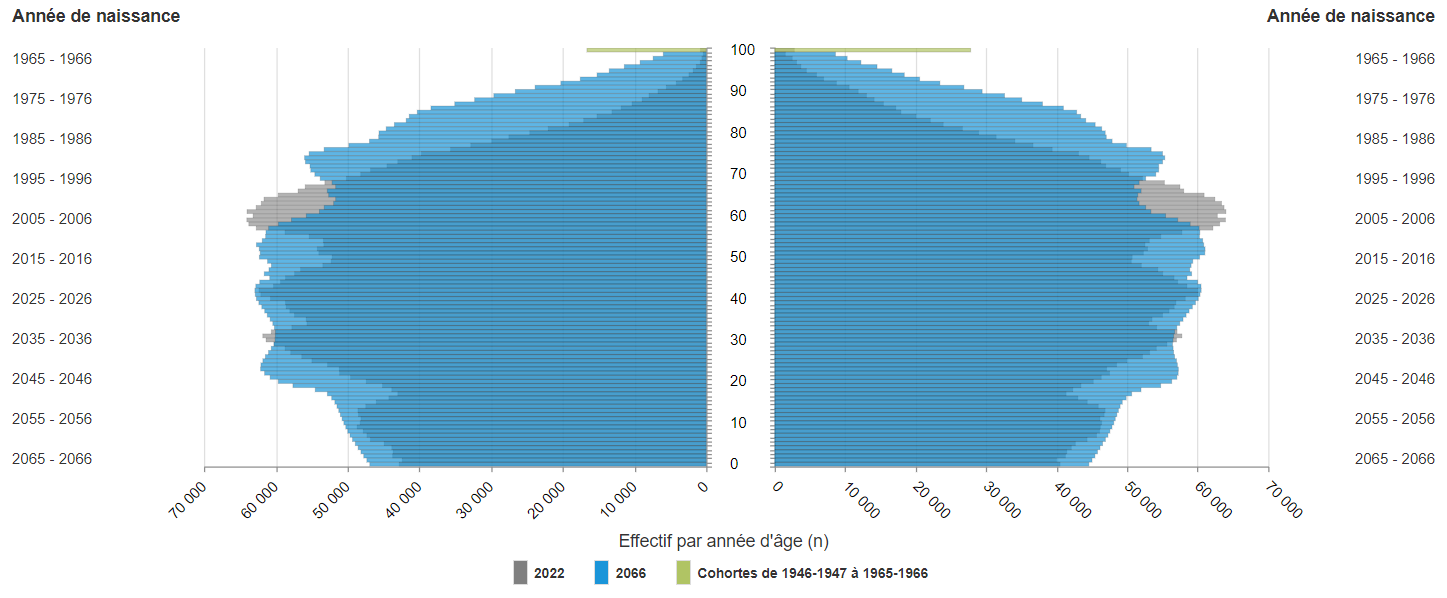 Année de naissance Année de naissance
1965 - 1966 100 1965 - 1966
1975 - 1976 90 1975 - 1976
1985 - 1986 80 1985 - 1986
1995 - 1996 70 1995 - 1996
2005 - 2006 60 2005 - 2006
2015 - 2016 50 2015 - 2016
2025 - 2026 40 2025 - 2026
2035 - 2036 30 2035 - 2036
2045 - 2046 20 2045 - 2046
2055 - 2056 10 2055 - 2056
2065 - 2066 0 2065 - 2066
70 000 60 000 50 000 40 000 30 000 20 000 10 000 0 0 10 000 20 000 30 000 40 000 50 000 60 000 70 000
Effectif par année d'âge (n)
2022 2066 Cohortes de 1946-1947 à 1965-1966